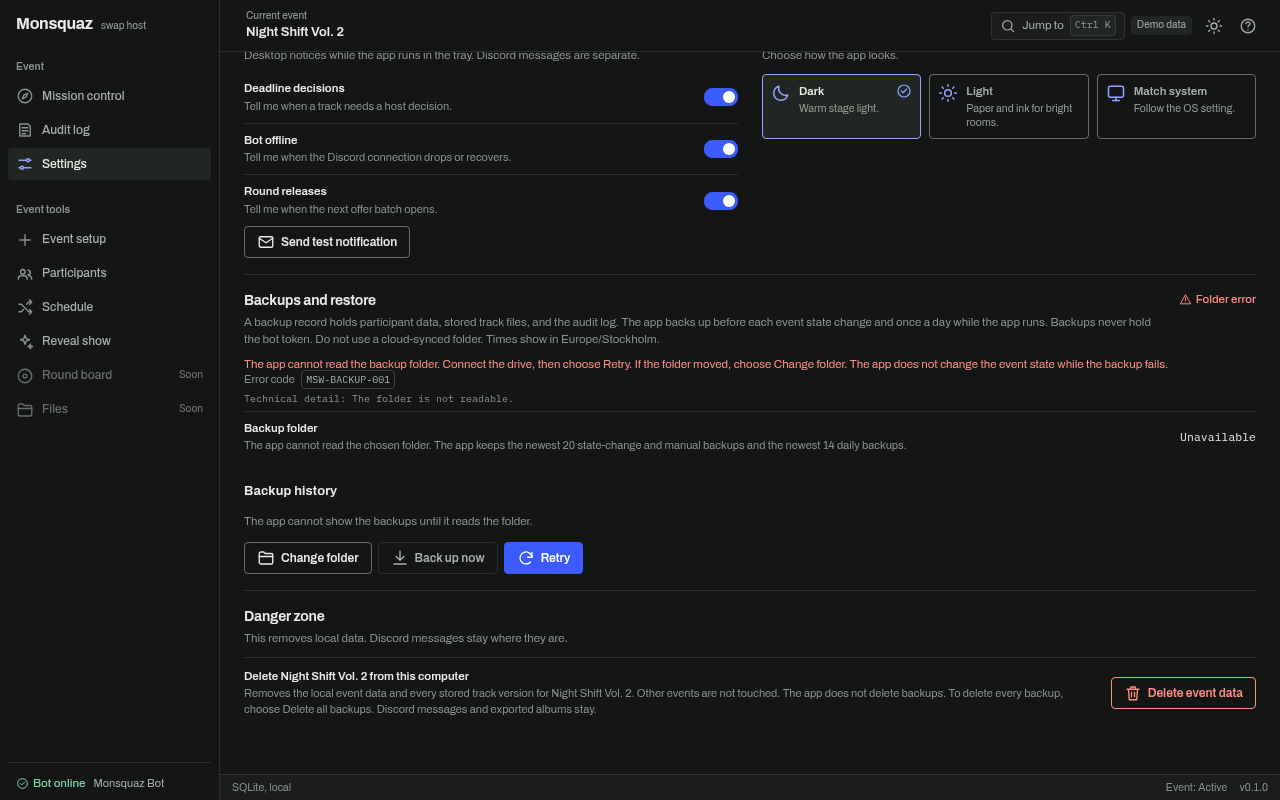 Monsquaz swap host
Event
Mission control
Audit log
Settings
Event tools
Event setup
Participants
Schedule
Reveal show
Round board Soon
Files Soon
Bot online Monsquaz Bot
Current event
Night Shift Vol. 2
Jump to Ctrl K
Demo data
Desktop notices while the app runs in the tray. Discord messages are separate.
Deadline decisions
Tell me when a track needs a host decision.
Bot offline
Tell me when the Discord connection drops or recovers.
Round releases
Tell me when the next offer batch opens.
Send test notification
Choose how the app looks.
Dark
Warm stage light.
Light
Paper and ink for bright
rooms.
Match system
Follow the OS setting.
Backups and restore
Folder error
A backup record holds participant data, stored track files, and the audit log. The app backs up before each event state change and once a day while the app runs. Backups never hold
the bot token. Do not use a cloud-synced folder. Times show in Europe/Stockholm.
The app cannot read the backup folder. Connect the drive, then choose Retry. If the folder moved, choose Change folder. The app does not change the event state while the backup fails.
Error code MSW-BACKUP-001
Technical detail: The folder is not readable.
Backup folder
The app cannot read the chosen folder. The app keeps the newest 20 state-change and manual backups and the newest 14 daily backups.
Unavailable
Backup history
The app cannot show the backups until it reads the folder.
Change folder
Back up now
Retry
Danger zone
This removes local data. Discord messages stay where they are.
Delete Night Shift Vol. 2 from this computer
Removes the local event data and every stored track version for Night Shift Vol. 2. Other events are not touched. The app does not delete backups. To delete every backup,
choose Delete all backups. Discord messages and exported albums stay.
Delete event data
SQLite, local
Event: Active v0.1.0